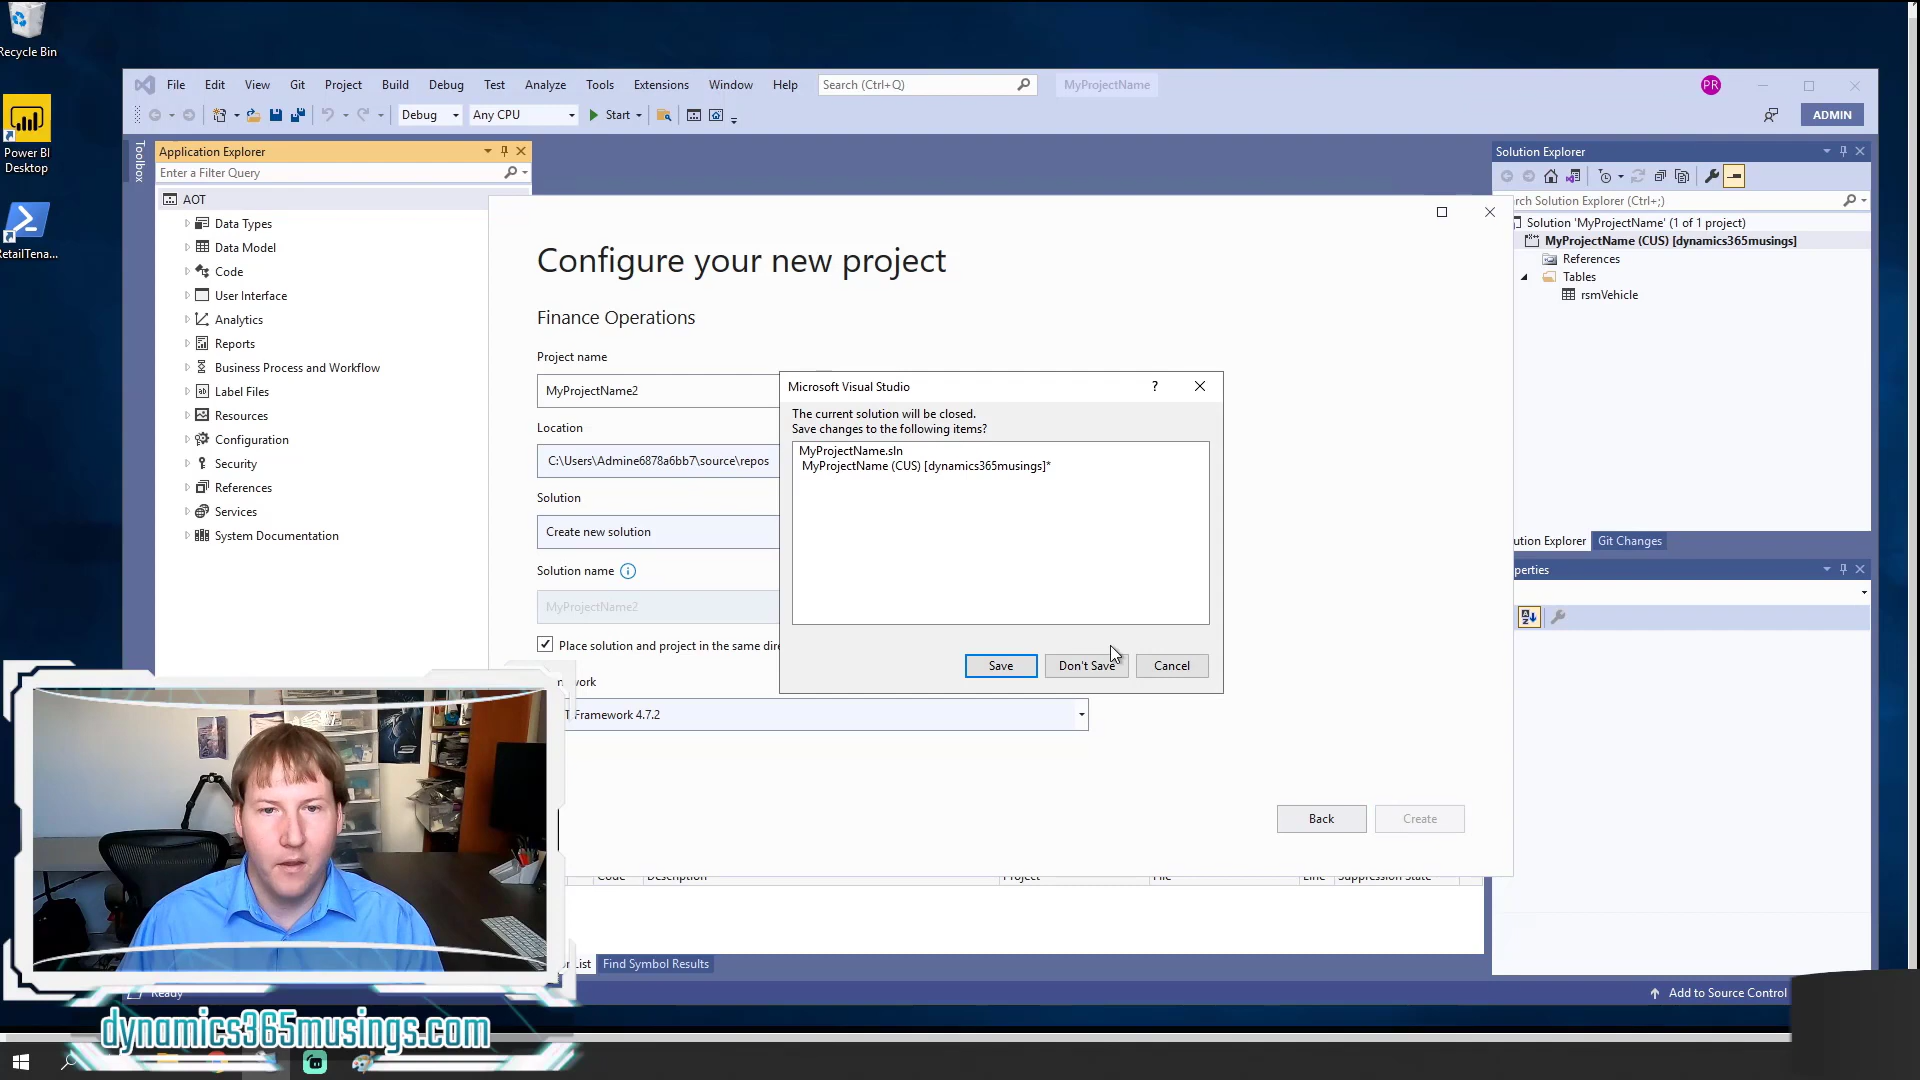 Recycle Bin
Power BI
Desktop
RetailTena...
File Edit View Git Project Build Debug Test Analyze Tools Extensions Window Help Search (Ctrl+Q) MyProjectName PR
Debug Any CPU Start ADMIN
Toolbox
Application Explorer
Enter a Filter Query
AOT
Data Types
Data Model
Code
User Interface
Analytics
Reports
Business Process and Workflow
Label Files
Resources
Configuration
Security
References
Services
System Documentation
Configure your new project
Finance Operations
Project name
MyProjectName2
Location
C:\Users\Admine6878a6bb7\source\repos
Solution
Create new solution
Solution name
MyProjectName2
Place solution and project in the same dire
work
T Framework 4.7.2
Back Create
Microsoft Visual Studio ?
The current solution will be closed.
Save changes to the following items?
MyProjectName.sln
MyProjectName (CUS) [dynamics365musings]*
Save Don't Save Cancel
Solution Explorer
rch Solution Explorer (Ctrl+;)
Solution 'MyProjectName' (1 of 1 project)
MyProjectName (CUS) [dynamics365musings]
References
Tables
rsmVehicle
ution Explorer Git Changes
perties
Code Description Project File Line Suppression State
or List Find Symbol Results
Ready
Add to Source Control
dynamics365musings.com